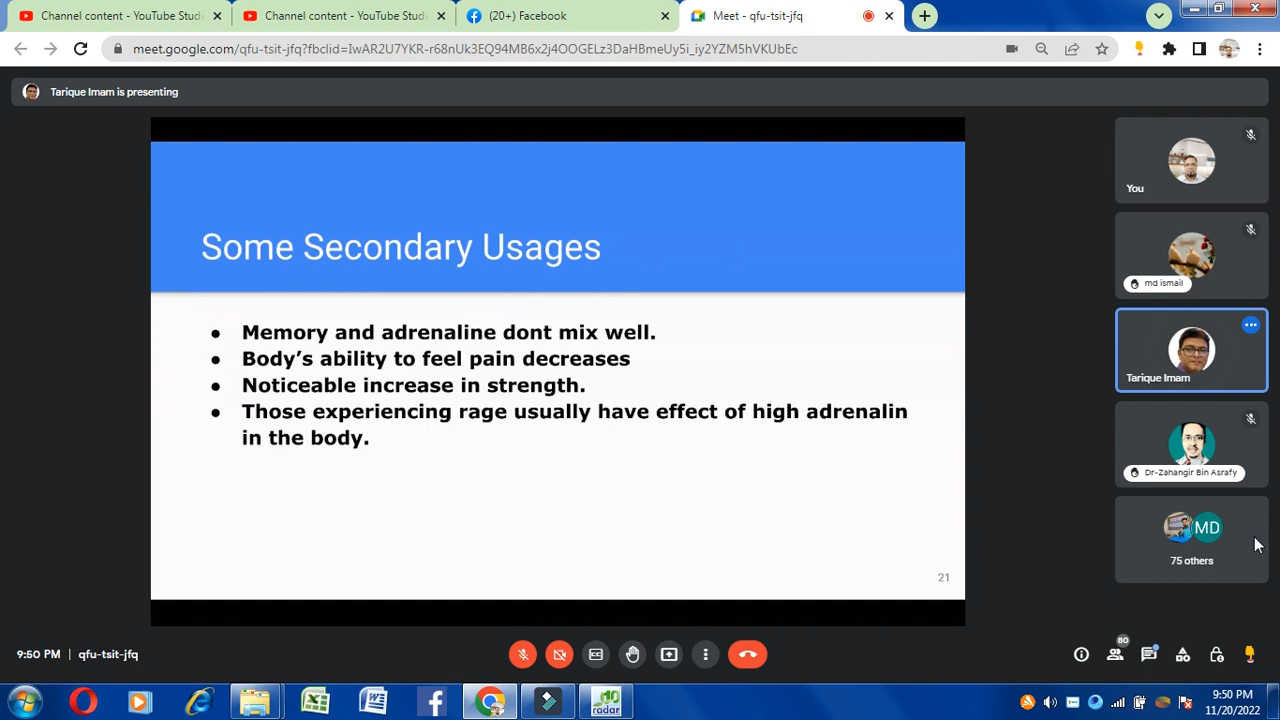 Channel content - YouTube Studi
Channel content - YouTube Studi
(20+) Facebook
Meet - qfu-tsit-jfq
meet.google.com/qfu-tsit-jfq?fbclid=IwAR2U7YKR-r68nUk3EQ94MB6x2j4OOGELz3DaHBmeUy5i_iy2YZM5hVKUbEc
Tarique Imam is presenting
Some Secondary Usages
● Memory and adrenaline dont mix well.
● Body’s ability to feel pain decreases
● Noticeable increase in strength.
● Those experiencing rage usually have effect of high adrenalin
in the body.
21
You
md ismail
Tarique Imam
Dr-Zahangir Bin Asrafy
MD
75 others
9:50 PM | qfu-tsit-jfq
80
10
radar
9:50 PM
11/20/2022